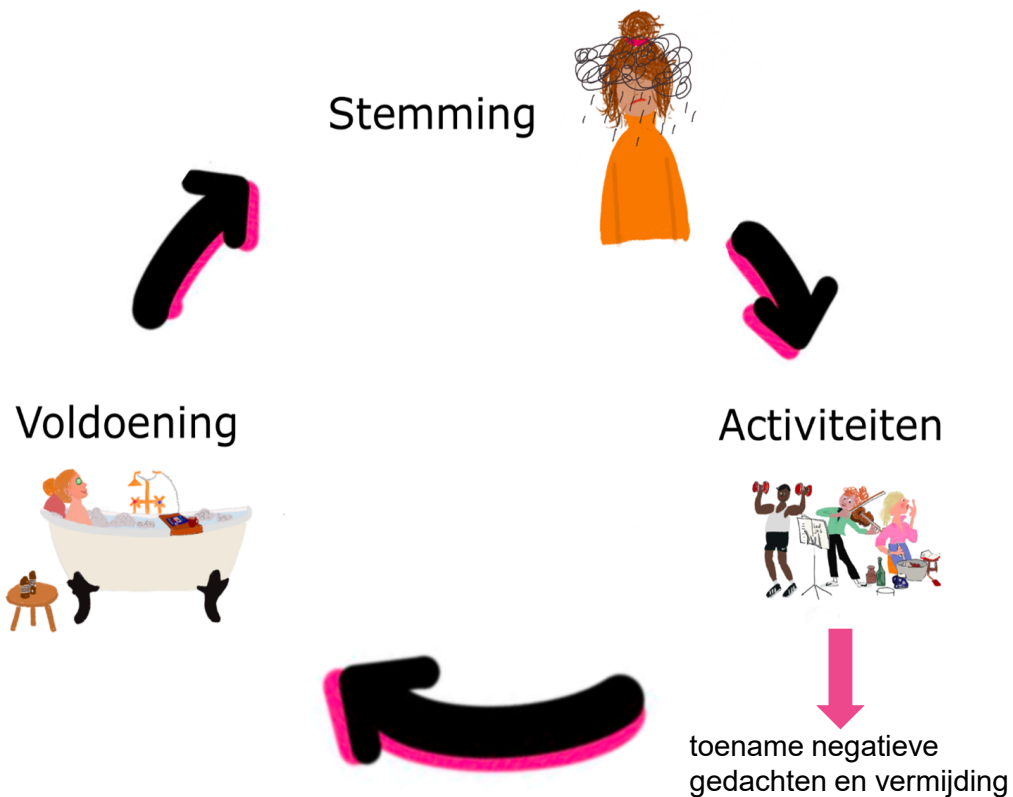 Stemming
Voldoening
Activiteiten
toename negatieve
gedachten en vermijding